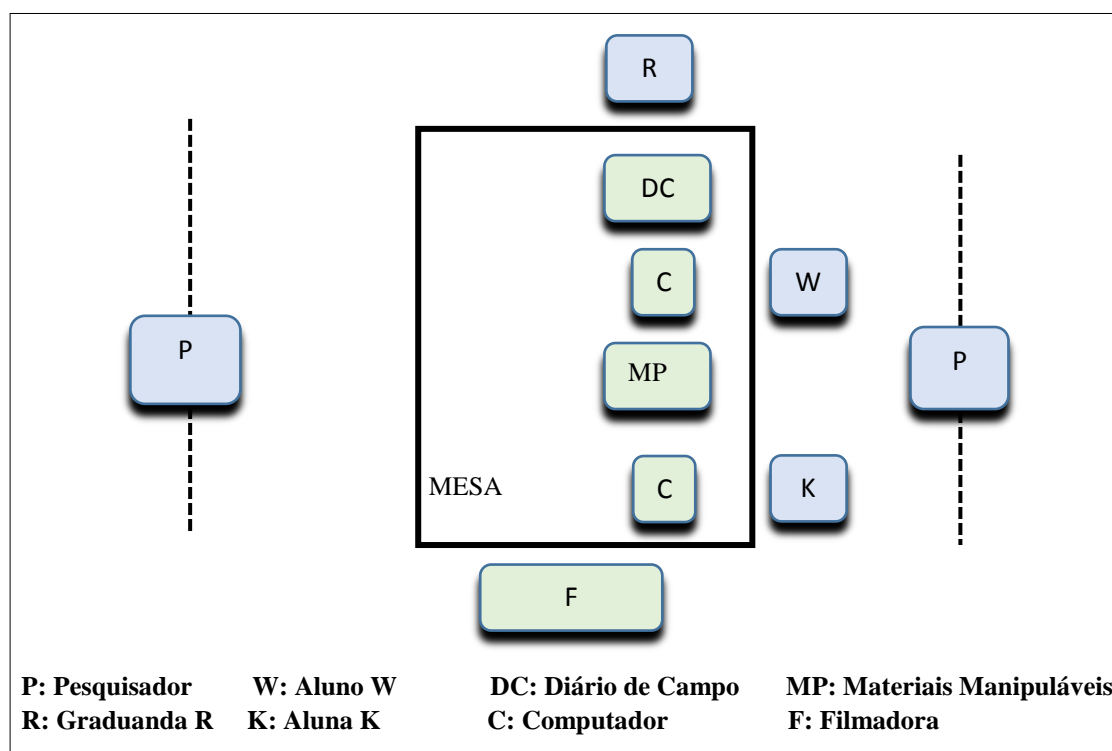 R
DC
C
W
P
MP
P
MESA
C
K
F
P: Pesquisador W: Aluno W DC: Diário de Campo MP: Materiais Manipuláveis
R: Graduanda R K: Aluna K C: Computador F: Filmadora